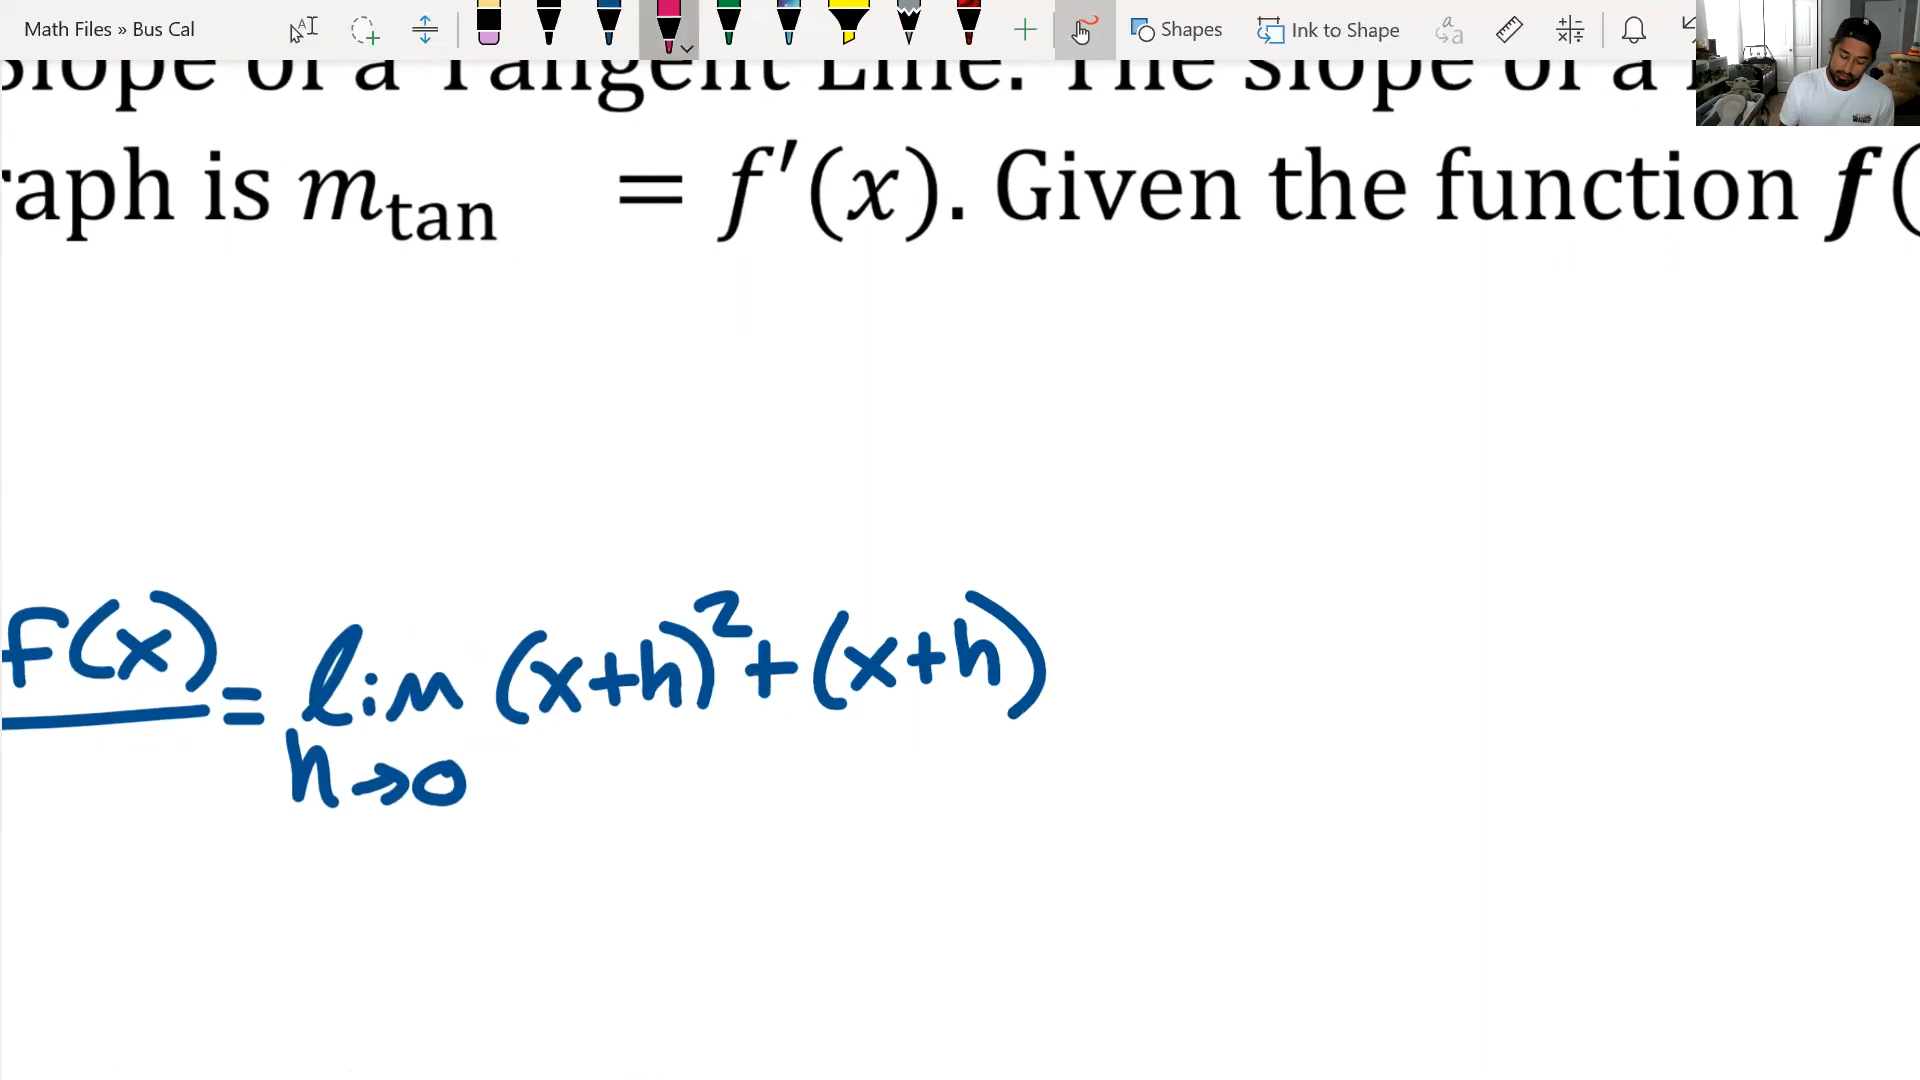 Math Files » Bus Cal
Shapes
Ink to Shape
Slope of a Tangent Line. The slope of a
raph is m_tan = f′(x). Given the function f(
f(x) = lim (x+h)²+(x+h)
h→0